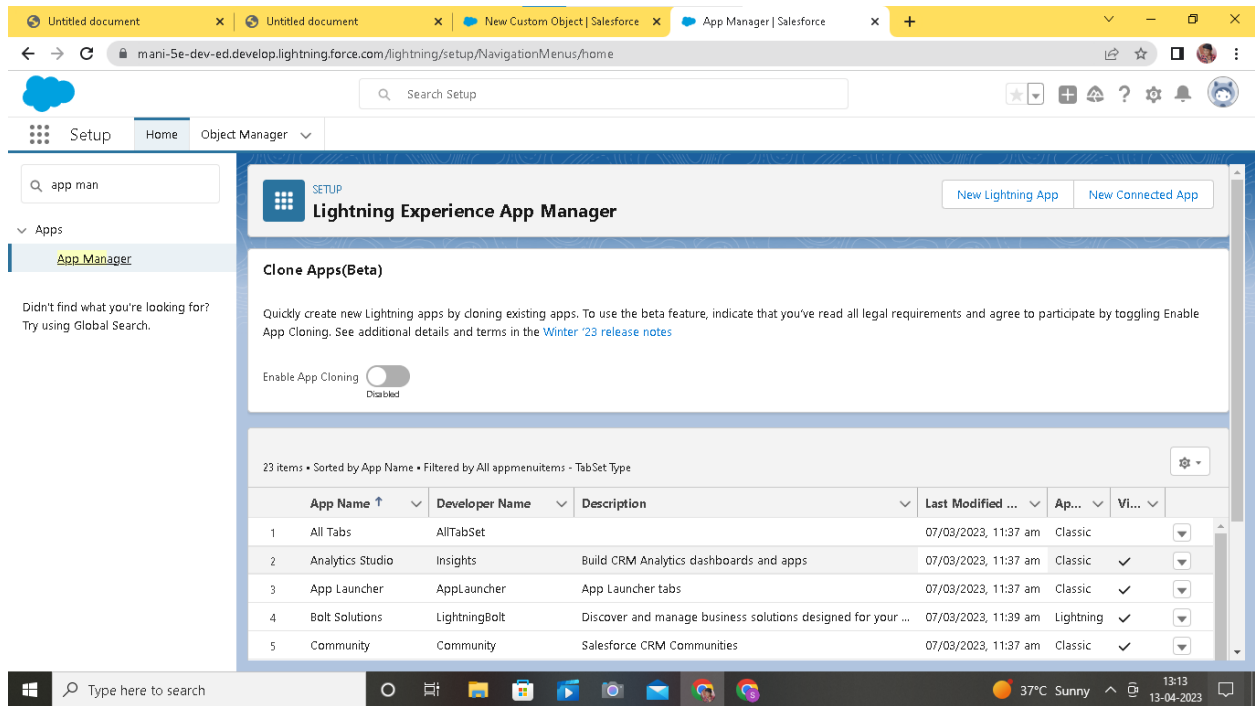 Untitled document
Untitled document
New Custom Object | Salesforce
App Manager | Salesforce
mani-5e-dev-ed.develop.lightning.force.com/lightning/setup/NavigationMenus/home
Search Setup
Setup
Home
Object Manager
app man
Apps
App Manager
Didn't find what you're looking for?
Try using Global Search.
SETUP
Lightning Experience App Manager
New Lightning App
New Connected App
Clone Apps(Beta)
Quickly create new Lightning apps by cloning existing apps. To use the beta feature, indicate that you've read all legal requirements and agree to participate by toggling Enable
App Cloning. See additional details and terms in the Winter '23 release notes
Enable App Cloning
Disabled
23 items • Sorted by App Name • Filtered by All appmenuitems - TabSet Type
App Name Developer Name Description Last Modified ... Ap... Vi...
1 All Tabs AllTabSet 07/03/2023, 11:37 am Classic
2 Analytics Studio Insights Build CRM Analytics dashboards and apps 07/03/2023, 11:37 am Classic
3 App Launcher AppLauncher App Launcher tabs 07/03/2023, 11:37 am Classic
4 Bolt Solutions LightningBolt Discover and manage business solutions designed for your ... 07/03/2023, 11:39 am Lightning
5 Community Community Salesforce CRM Communities 07/03/2023, 11:37 am Classic
Type here to search
37°C Sunny
13:13
13-04-2023